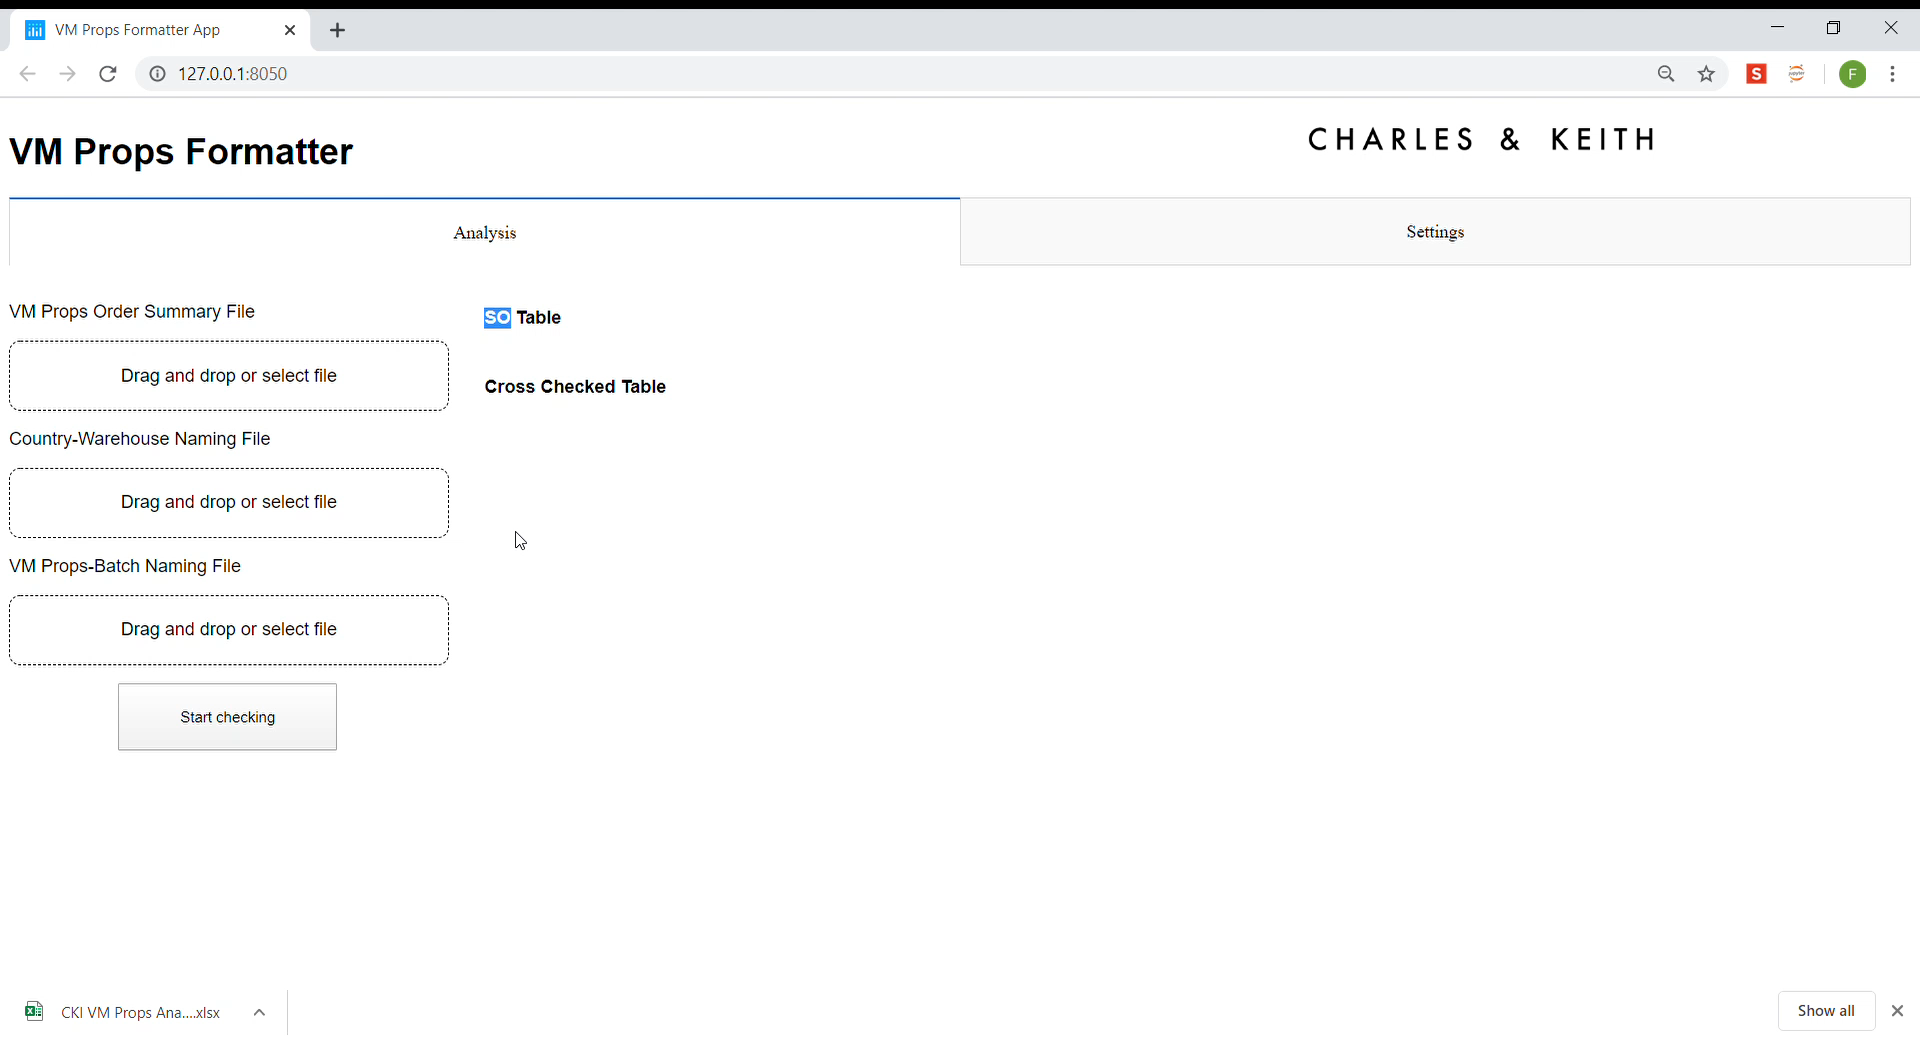 VM Props Formatter App
127.0.0.1:8050
S
jupyter
F
VM Props Formatter
CHARLES & KEITH
Analysis
Settings
VM Props Order Summary File
Drag and drop or select file
Country-Warehouse Naming File
Drag and drop or select file
VM Props-Batch Naming File
Drag and drop or select file
Start checking
SO Table
Cross Checked Table
CKI VM Props Ana....xlsx
Show all